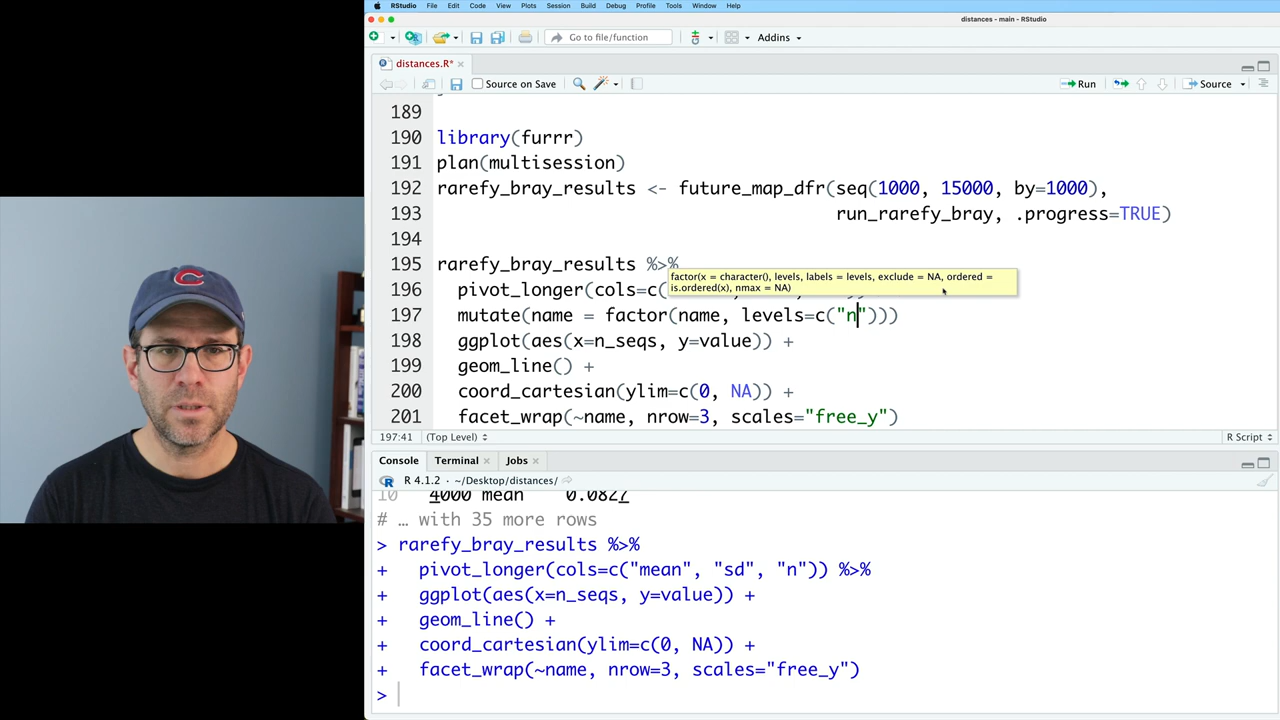 RStudio File Edit Code View Plots Session Build Debug Profile Tools Window Help
distances - main - RStudio
Go to file/function Addins
distances.R*
Source on Save Run Source
189
190 library(furrr)
191 plan(multisession)
192 rarefy_bray_results <- future_map_dfr(seq(1000, 15000, by=1000),
193 run_rarefy_bray, .progress=TRUE)
194
195 rarefy_bray_results %>%
factor(x = character(), levels, labels = levels, exclude = NA, ordered =
is.ordered(x), nmax = NA)
196 pivot_longer(cols=c(
197 mutate(name = factor(name, levels=c("n")))
198 ggplot(aes(x=n_seqs, y=value)) +
199 geom_line() +
200 coord_cartesian(ylim=c(0, NA)) +
201 facet_wrap(~name, nrow=3, scales="free_y")
197:41 (Top Level) R Script
Console Terminal Jobs
R 4.1.2 · ~/Desktop/distances/
10 4000 mean 0.0827
# … with 35 more rows
> rarefy_bray_results %>%
+ pivot_longer(cols=c("mean", "sd", "n")) %>%
+ ggplot(aes(x=n_seqs, y=value)) +
+ geom_line() +
+ coord_cartesian(ylim=c(0, NA)) +
+ facet_wrap(~name, nrow=3, scales="free_y")
>